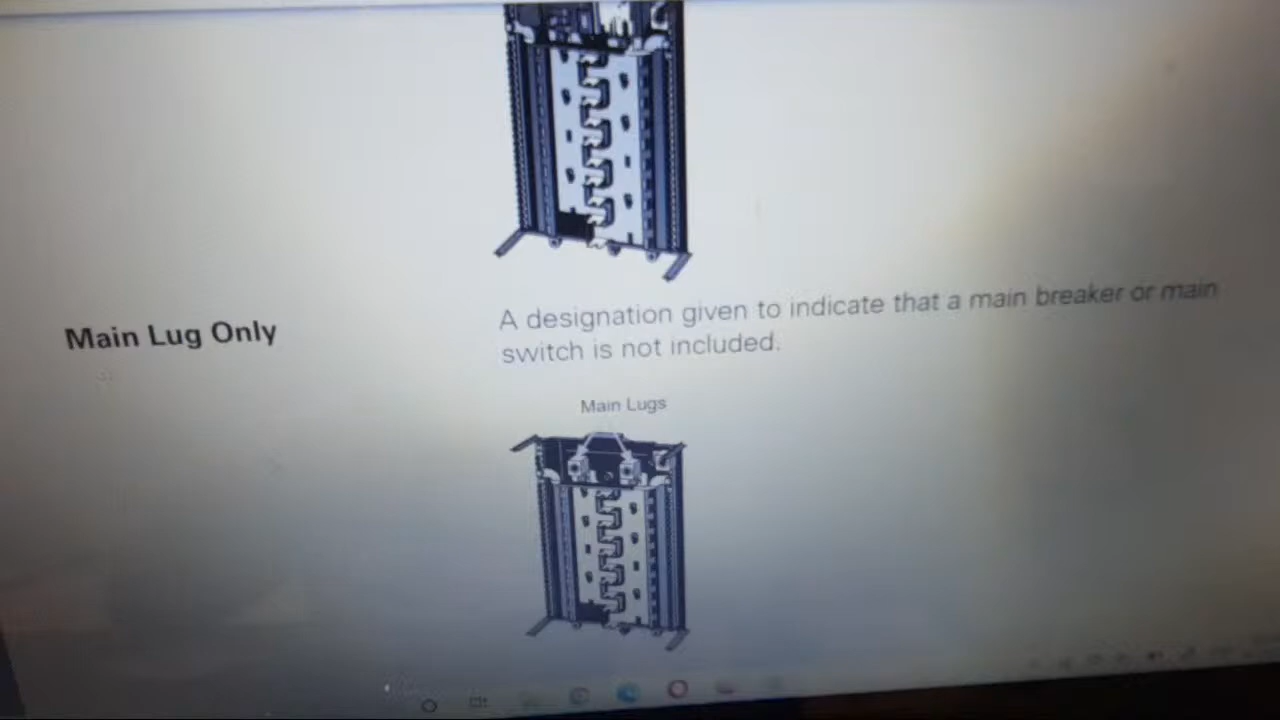 Main Lug Only
A designation given to indicate that a main breaker or main
switch is not included.
Main Lugs